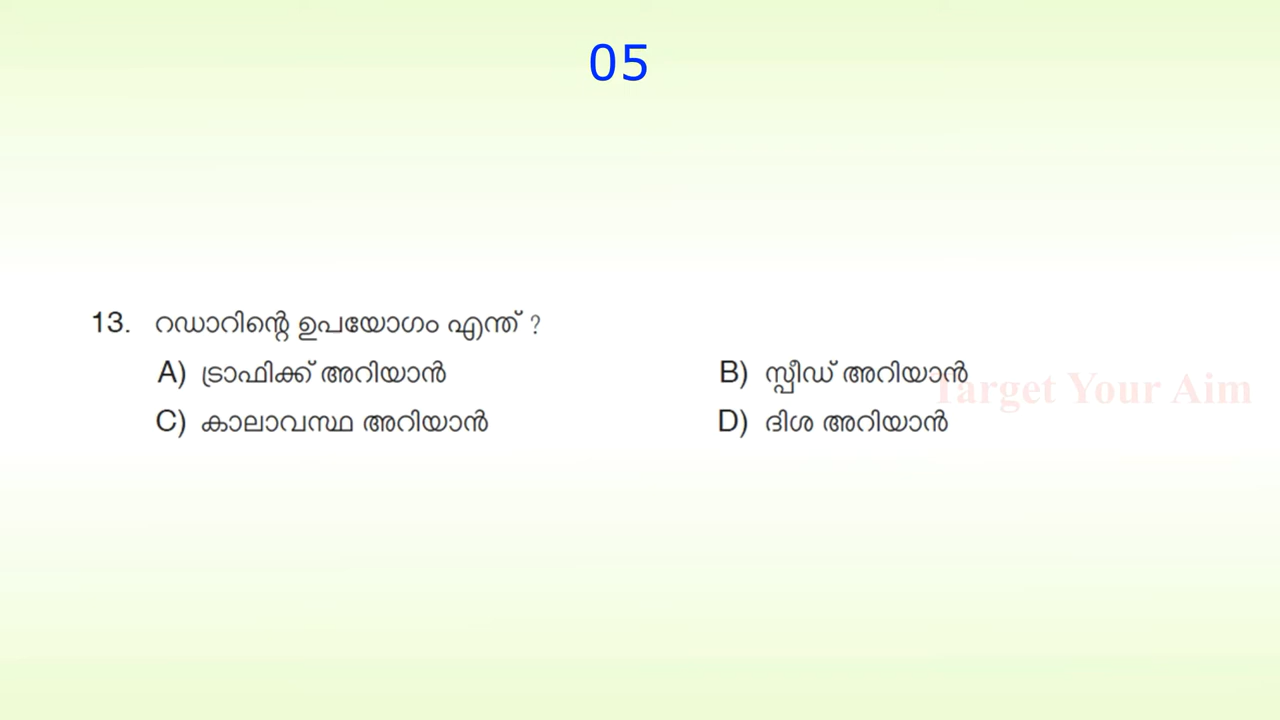 05
13. റഡാറിന്റെ ഉപയോഗം എന്ത് ?
A) ട്രാഫിക്ക് അറിയാൻ B) സ്പീഡ് അറിയാൻ
Target Your Aim
C) കാലാവസ്ഥ അറിയാൻ D) ദിശ അറിയാൻ